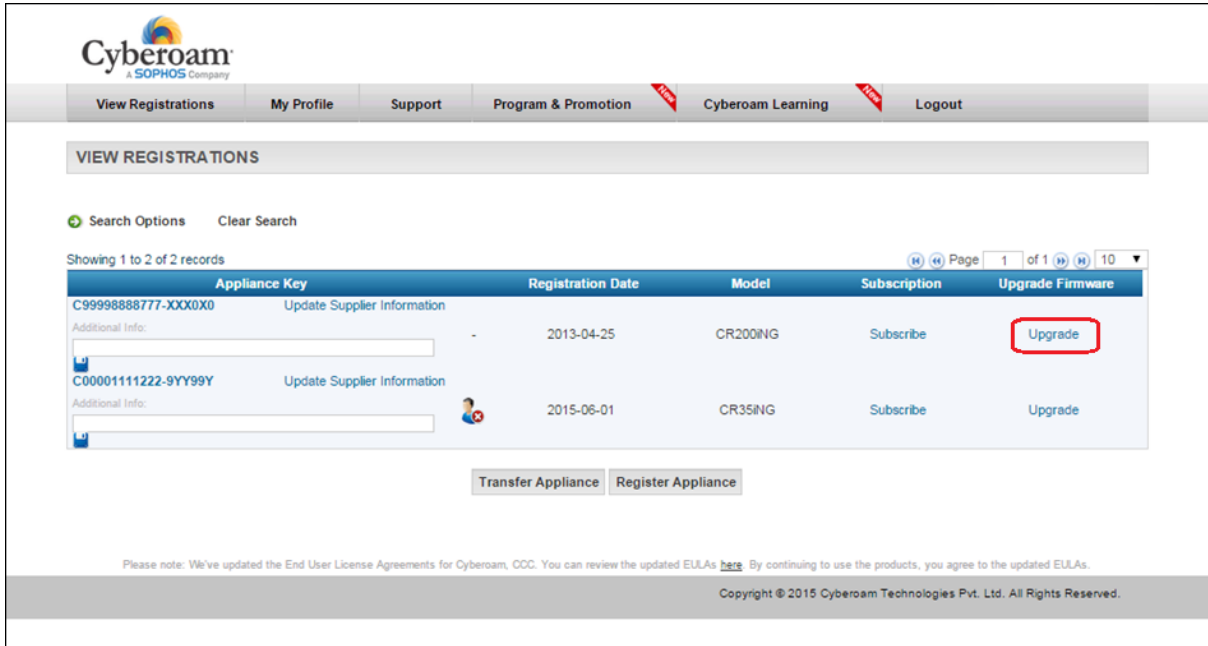 Cyberoam
A SOPHOS Company
View Registrations My Profile Support Program & Promotion New Cyberoam Learning New Logout
VIEW REGISTRATIONS
Search Options Clear Search
Showing 1 to 2 of 2 records Page 1 of 1 10
Appliance Key Registration Date Model Subscription Upgrade Firmware
C99998888777-XXX0X0 Update Supplier Information
Additional Info:
- 2013-04-25 CR200iNG Subscribe Upgrade
C00001111222-9YY99Y Update Supplier Information
Additional Info:
2015-06-01 CR35iNG Subscribe Upgrade
Transfer Appliance Register Appliance
Please note: We've updated the End User License Agreements for Cyberoam, CCC. You can review the updated EULAs here. By continuing to use the products, you agree to the updated EULAs.
Copyright © 2015 Cyberoam Technologies Pvt. Ltd. All Rights Reserved.